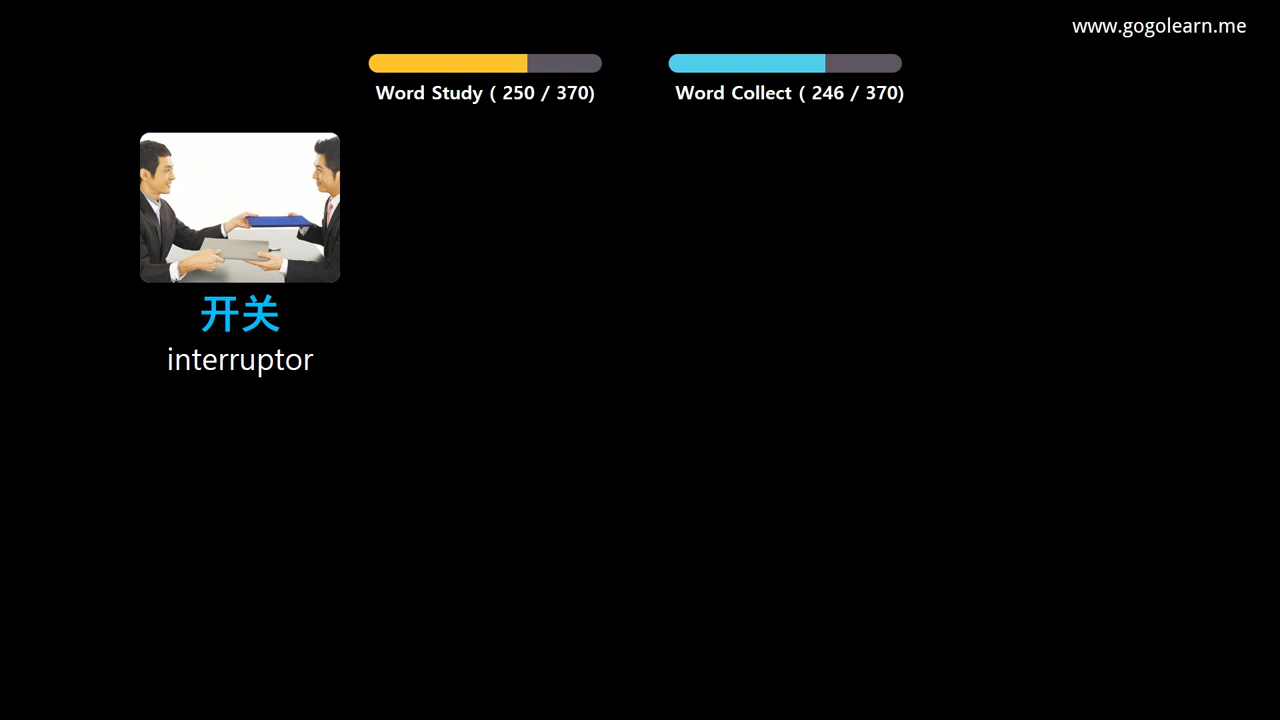 www.gogolearn.me
Word Study ( 250 / 370)
Word Collect ( 246 / 370)
开关
interruptor